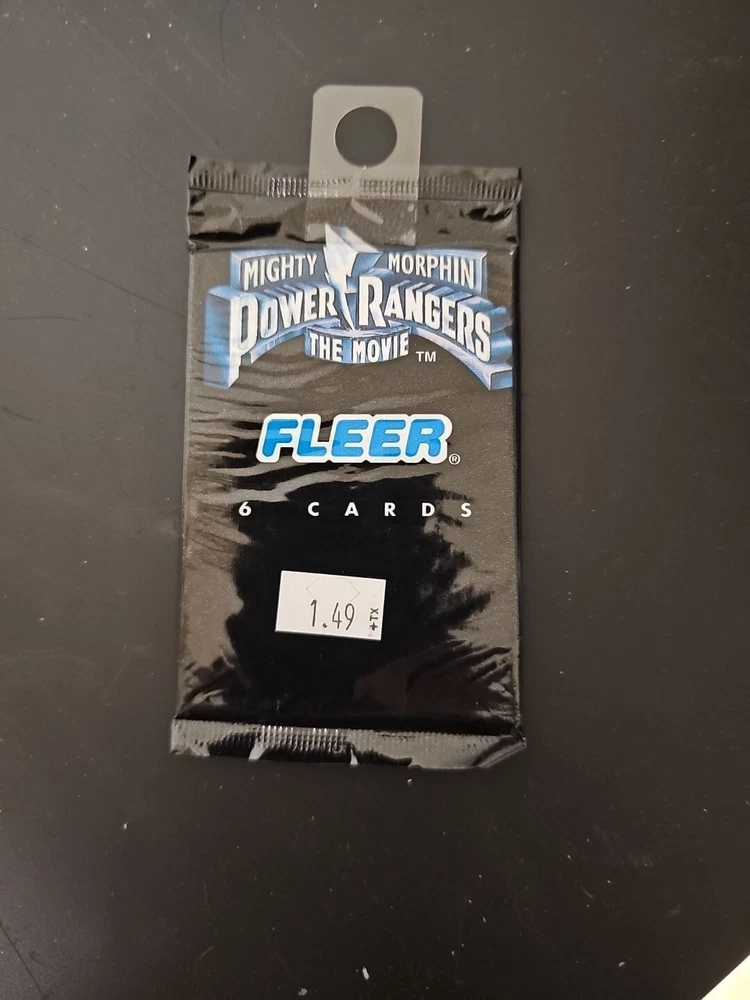 MIGHTY MORPHIN
POWER RANGERS
THE MOVIE TM
FLEER ®
6 CARDS
1.49 +TX